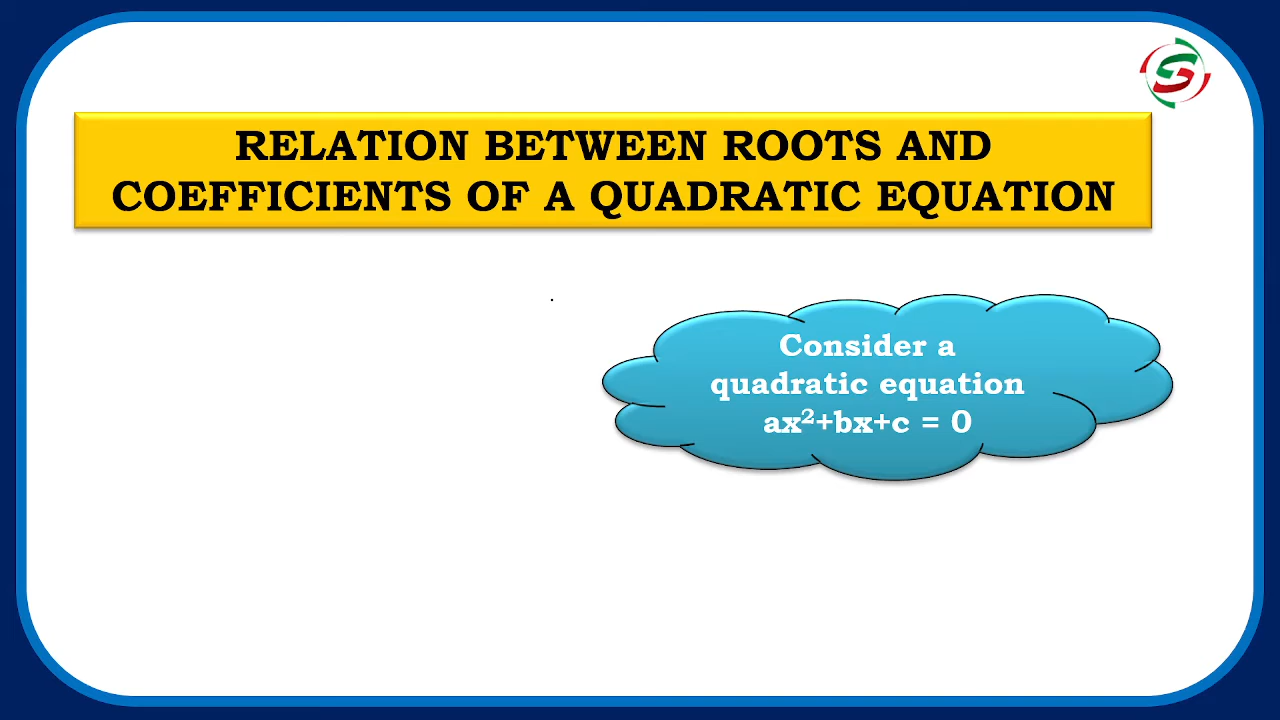 RELATION BETWEEN ROOTS AND
COEFFICIENTS OF A QUADRATIC EQUATION
Consider a
quadratic equation
ax²+bx+c = 0